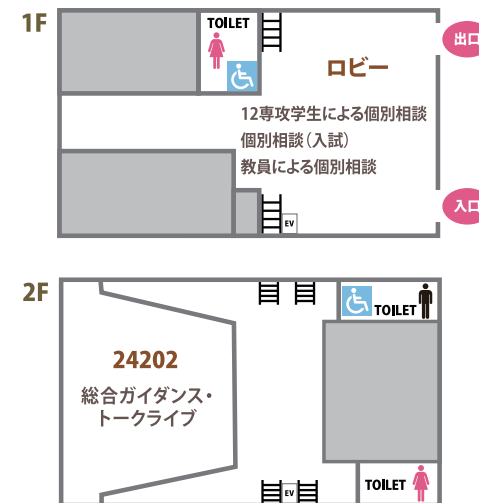 1F
TOILET
出口
ロビー
12専攻学生による個別相談
個別相談（入試）
教員による個別相談
入口
EV
2F
TOILET
24202
総合ガイダンス・
トークライブ
TOILET
EV